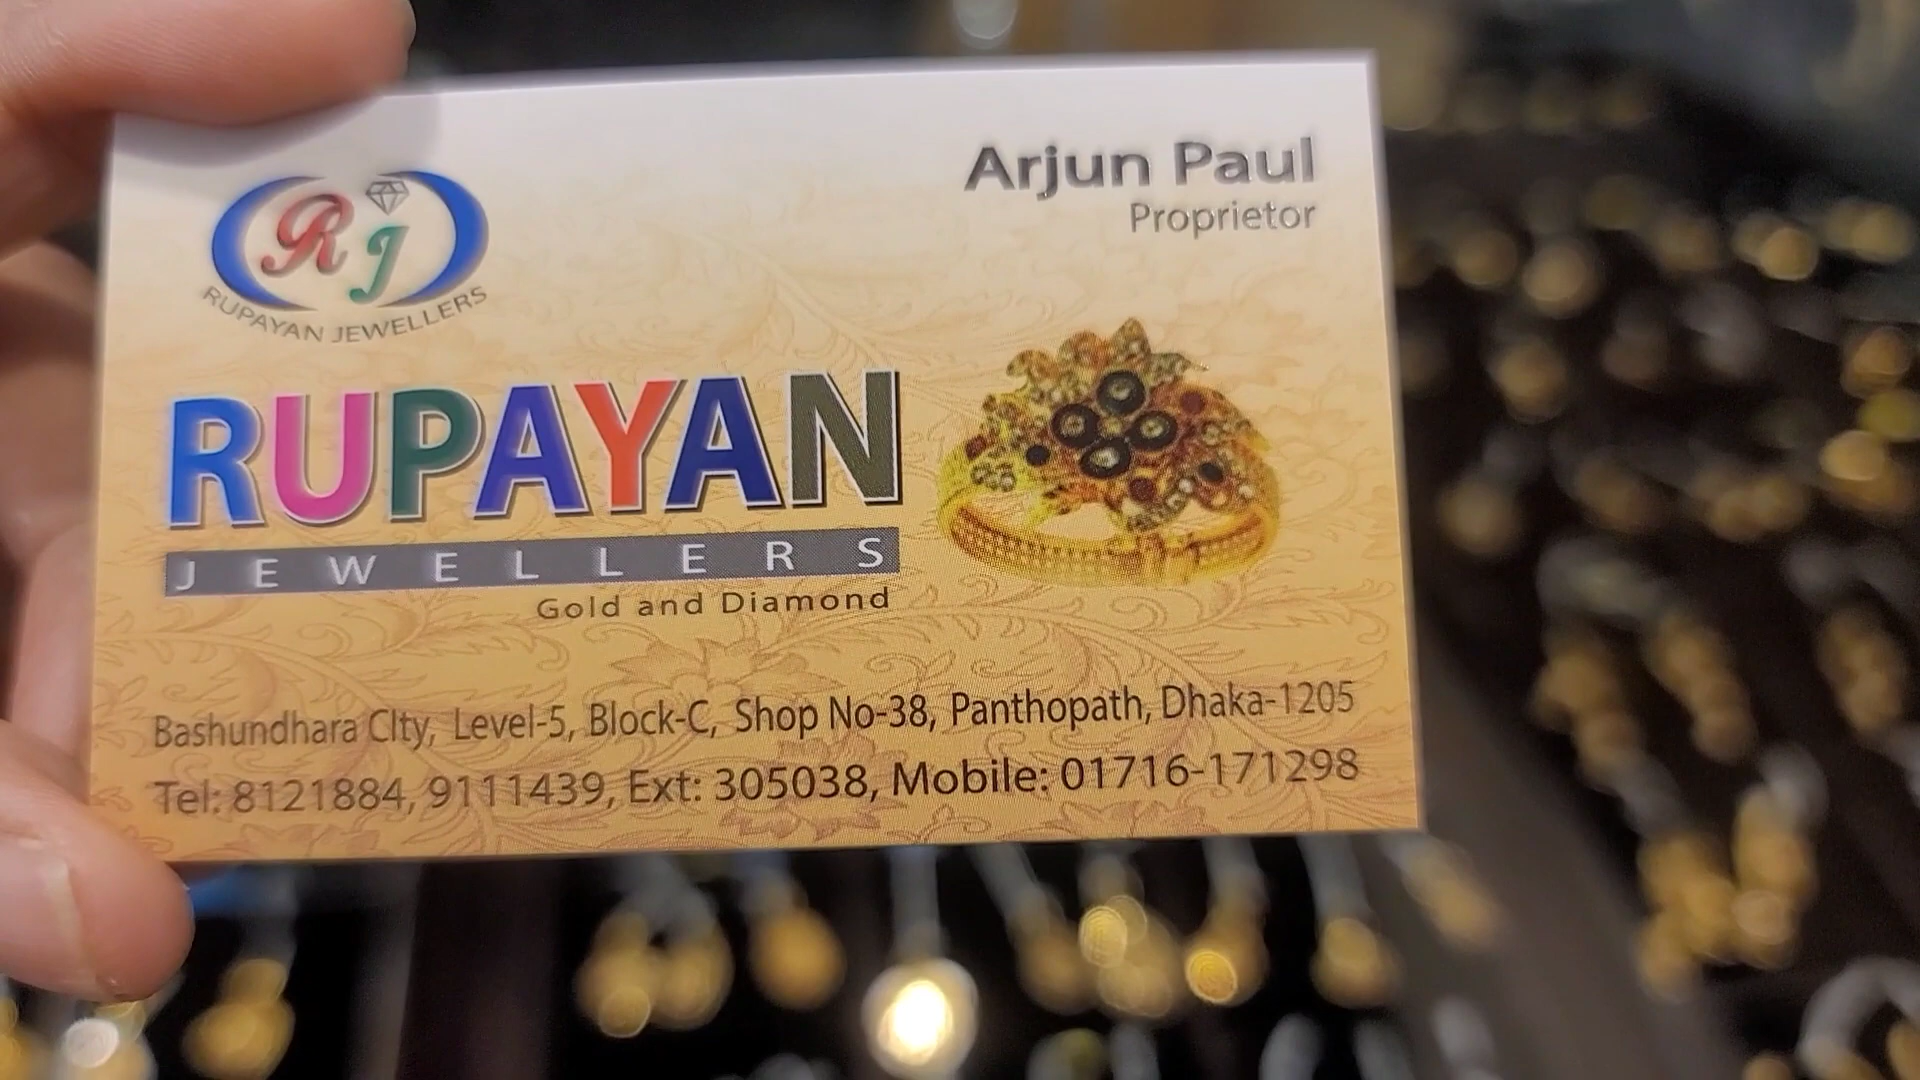 Arjun Paul
Proprietor
RJ
RUPAYAN JEWELLERS
RUPAYAN
JEWELLERS
Gold and Diamond
Bashundhara CIty, Level-5, Block-C, Shop No-38, Panthopath, Dhaka-1205
Tel: 8121884, 9111439, Ext: 305038, Mobile: 01716-171298